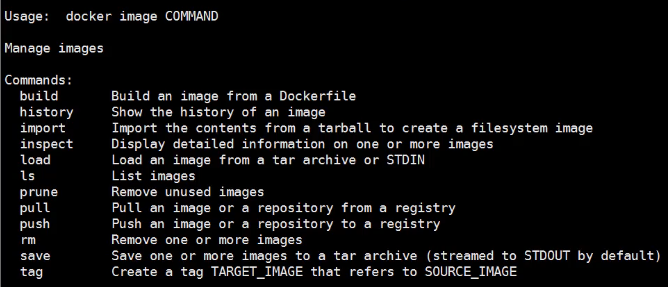 Usage:  docker image COMMAND
Manage images
Commands:
  build       Build an image from a Dockerfile
  history     Show the history of an image
  import      Import the contents from a tarball to create a filesystem image
  inspect     Display detailed information on one or more images
  load        Load an image from a tar archive or STDIN
  ls          List images
  prune       Remove unused images
  pull        Pull an image or a repository from a registry
  push        Push an image or a repository to a registry
  rm          Remove one or more images
  save        Save one or more images to a tar archive (streamed to STDOUT by default)
  tag         Create a tag TARGET_IMAGE that refers to SOURCE_IMAGE